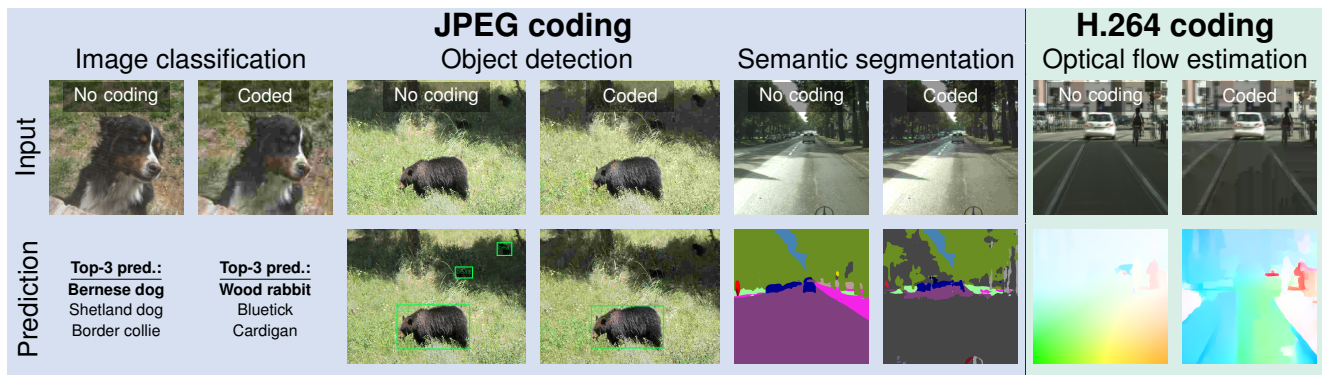 JPEG coding
H.264 coding
Image classification
Object detection
Semantic segmentation
Optical flow estimation
Input
No coding
Coded
No coding
Coded
No coding
Coded
No coding
Coded
Prediction
Top-3 pred.:
Bernese dog
Shetland dog
Border collie
Top-3 pred.:
Wood rabbit
Bluetick
Cardigan